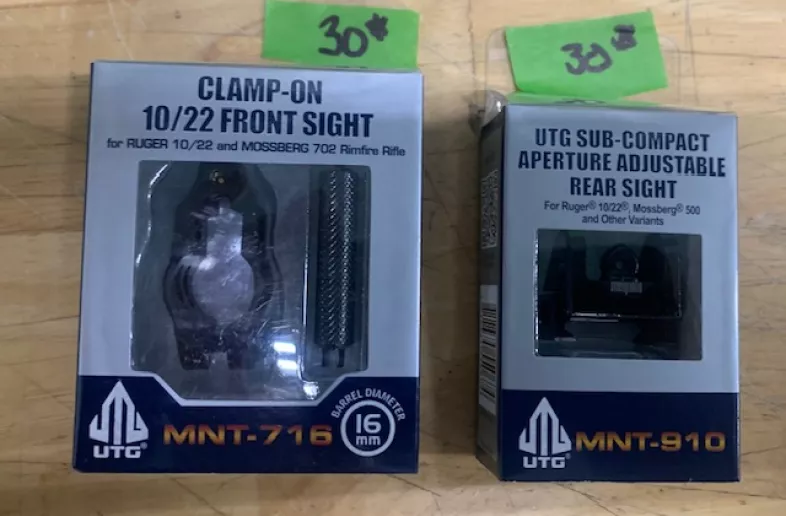 30
CLAMP-ON
10/22 FRONT SIGHT
for RUGER 10/22 and MOSSBERG 702 Rimfire Rifle
BARREL DIAMETER
16
mm
UTG®
MNT-716
30
UTG SUB-COMPACT
APERTURE ADJUSTABLE
REAR SIGHT
For Ruger® 10/22®, Mossberg® 500
and Other Variants
UTG®
MNT-910